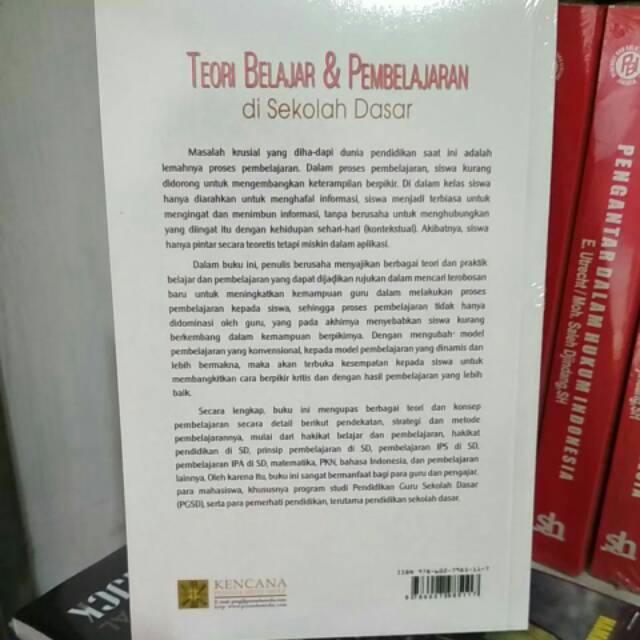 TEORI BELAJAR & PEMBELAJARAN
di Sekolah Dasar
Masalah krusial yang diha-dapi dunia pendidikan saat ini adalah
lemahnya proses pembelajaran. Dalam proses pembelajaran, siswa kurang
didorong untuk mengembangkan keterampilan berpikir. Di dalam kelas siswa
hanya diarahkan untuk menghafal informasi, siswa menjadi terbiasa untuk
mengingat dan menimbun informasi, tanpa berusaha untuk menghubungkan
yang diingat itu dengan kehidupan sehari-hari (kontekstual). Akibatnya, siswa
hanya pintar secara teoretis tetapi miskin dalam aplikasi.
Dalam buku ini, penulis berusaha menyajikan berbagai teori dan praktik
belajar dan pembelajaran yang dapat dijadikan rujukan dalam mencari terobosan
baru untuk meningkatkan kemampuan guru dalam melakukan proses
pembelajaran kepada siswa, sehingga proses pembelajaran tidak hanya
didominasi oleh guru, yang pada akhirnya menyebabkan siswa kurang
berkembang dalam kemampuan berpikirnya. Dengan mengubah model
pembelajaran yang konvensional, kepada model pembelajaran yang dinamis dan
lebih bermakna, maka akan terbuka kesempatan kepada siswa untuk
membangkitkan cara berpikir kritis dan dengan hasil pembelajaran yang lebih
baik.
Secara lengkap, buku ini mengupas berbagai teori dan konsep
pembelajaran secara detail berikut pendekatan, strategi dan metode
pembelajarannya, mulai dari hakikat belajar dan pembelajaran, hakikat
pendidikan di SD, prinsip pembelajaran di SD, pembelajaran IPS di SD,
pembelajaran IPA di SD, matematika, PKN, bahasa Indonesia, dan pembelajaran
lainnya. Oleh karena itu, buku ini sangat bermanfaat bagi para guru dan pengajar,
para mahasiswa, khususnya program studi Pendidikan Guru Sekolah Dasar
(PGSD), serta para pemerhati pendidikan, terutama pendidikan sekolah dasar.
KENCANA
ISBN
PENGANTAR DALAM HUKUM INDONESIA
E. Utrecht / Moh. Saleh Djindang, SH
sh
sh